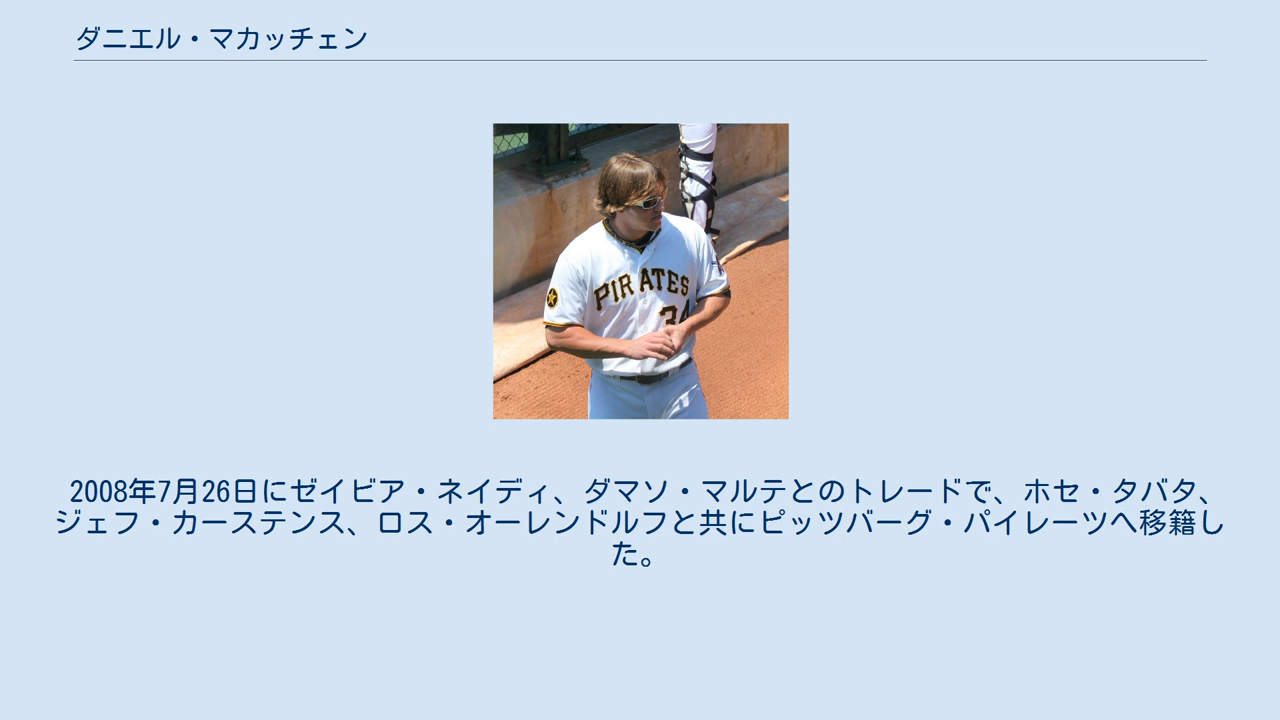 ダニエル・マカッチェン
PIRATES
34
2008年7月26日にゼイビア・ネイディ、ダマソ・マルテとのトレードで、ホセ・タバタ、
ジェフ・カーステンス、ロス・オーレンドルフと共にピッツバーグ・パイレーツへ移籍し
た。